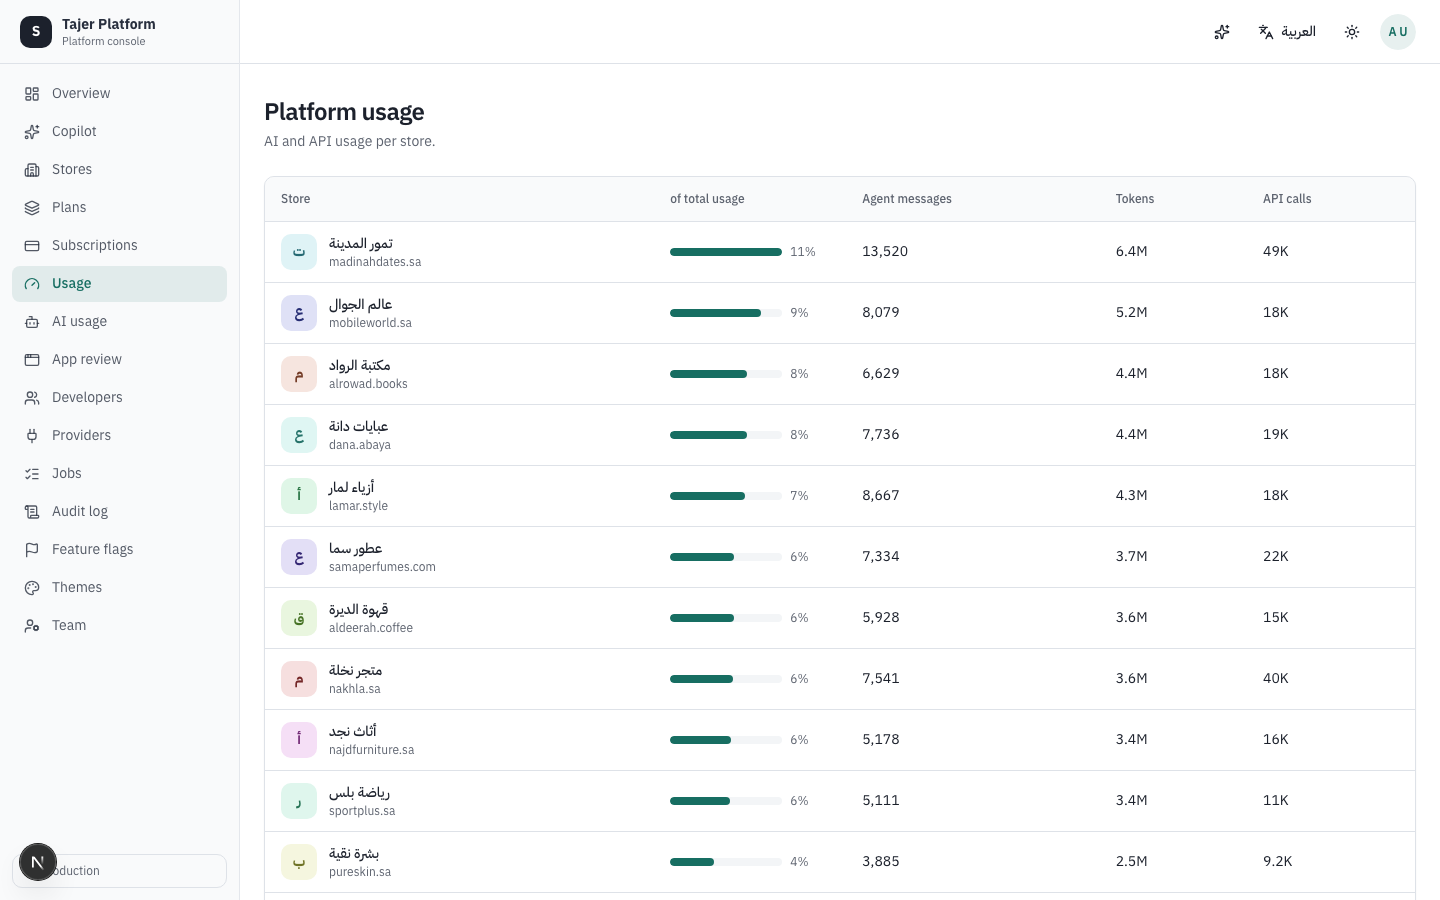 S
Tajer Platform
Platform console
العربية
A U
Overview
Copilot
Stores
Plans
Subscriptions
Usage
AI usage
App review
Developers
Providers
Jobs
Audit log
Feature flags
Themes
Team
N
Platform usage
AI and API usage per store.
Store of total usage Agent messages Tokens API calls
ت
تمور المدينة
madinahdates.sa
11% 13,520 6.4M 49K
ع
عالم الجوال
mobileworld.sa
9% 8,079 5.2M 18K
م
مكتبة الرواد
alrowad.books
8% 6,629 4.4M 18K
ع
عبايات دانة
dana.abaya
8% 7,736 4.4M 19K
أ
أزياء لمار
lamar.style
7% 8,667 4.3M 18K
ع
عطور سما
samaperfumes.com
6% 7,334 3.7M 22K
ق
قهوة الديرة
aldeerah.coffee
6% 5,928 3.6M 15K
م
متجر نخلة
nakhla.sa
6% 7,541 3.6M 40K
أ
أثاث نجد
najdfurniture.sa
6% 5,178 3.4M 16K
ر
رياضة بلس
sportplus.sa
6% 5,111 3.4M 11K
ب
بشرة نقية
pureskin.sa
4% 3,885 2.5M 9.2K